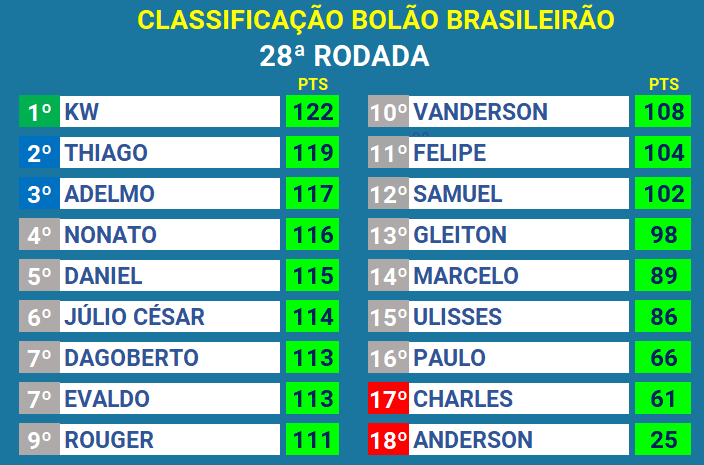 CLASSIFICAÇÃO BOLÃO BRASILEIRÃO
28ª RODADA
PTS
1º KW 122
2º THIAGO 119
3º ADELMO 117
4º NONATO 116
5º DANIEL 115
6º JÚLIO CÉSAR 114
7º DAGOBERTO 113
7º EVALDO 113
9º ROUGER 111
PTS
10º VANDERSON 108
11º FELIPE 104
12º SAMUEL 102
13º GLEITON 98
14º MARCELO 89
15º ULISSES 86
16º PAULO 66
17º CHARLES 61
18º ANDERSON 25